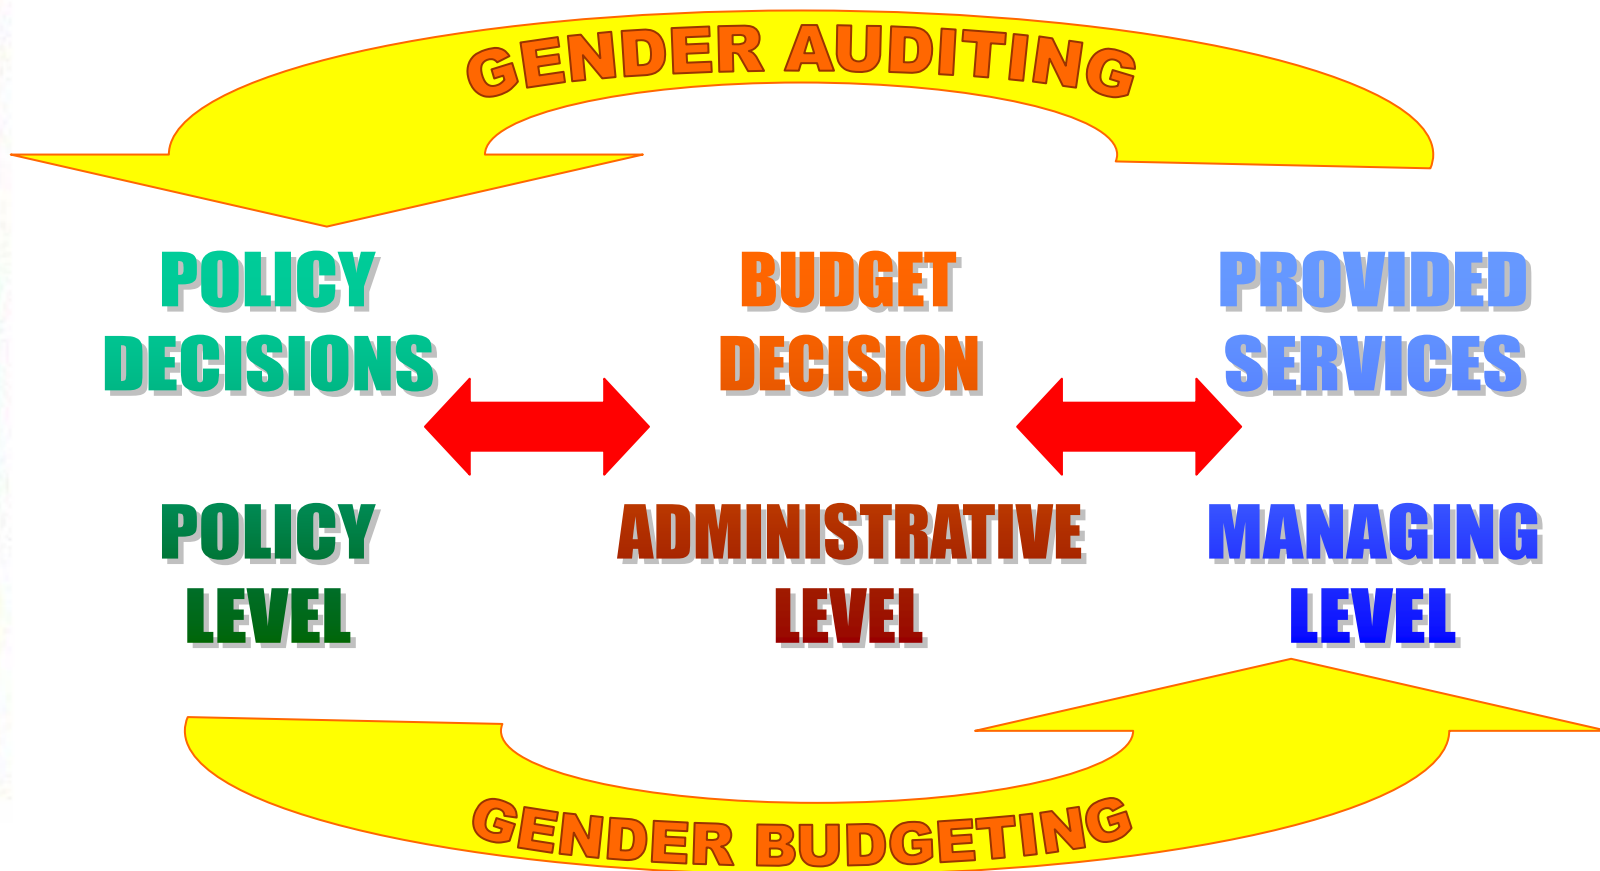 GENDER AUDITING
POLICY
DECISIONS
BUDGET
DECISION
PROVIDED
SERVICES
POLICY
LEVEL
ADMINISTRATIVE
LEVEL
MANAGING
LEVEL
GENDER BUDGETING